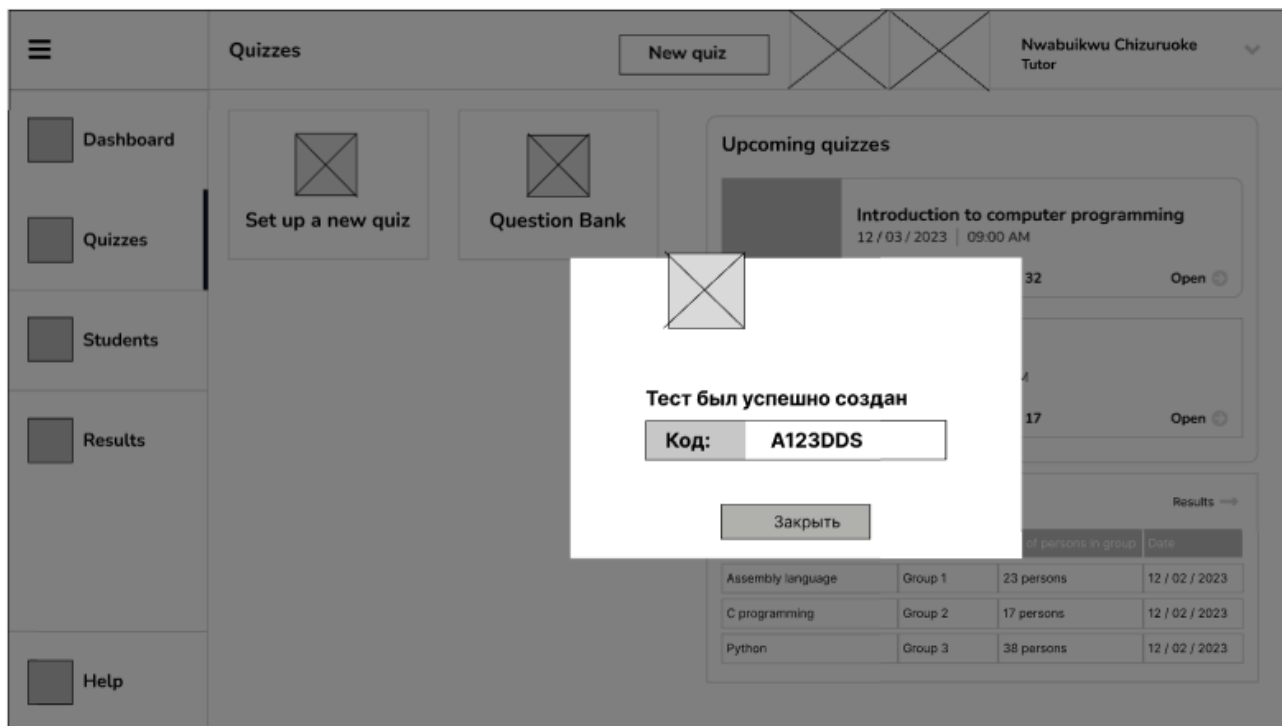 Quizzes
New quiz
Nwabuikwu Chizuruoke
Tutor
Dashboard
Quizzes
Students
Results
Help
Set up a new quiz
Question Bank
Upcoming quizzes
Introduction to computer programming
12 / 03 / 2023 | 09:00 AM
32 Open
17 Open
Тест был успешно создан
Код: A123DDS
Закрыть
Results
of persons in group Date
Assembly language Group 1 23 persons 12 / 02 / 2023
C programming Group 2 17 persons 12 / 02 / 2023
Python Group 3 38 persons 12 / 02 / 2023